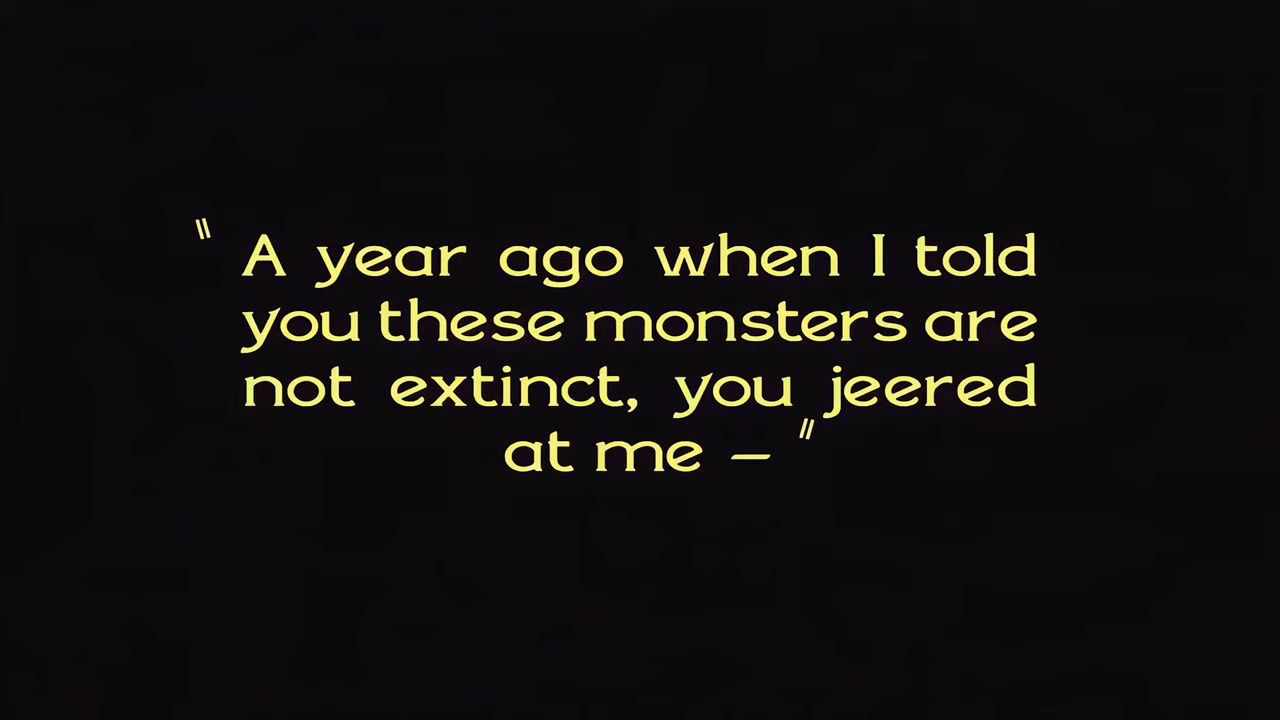 " A year ago when I told
you these monsters are
not extinct, you jeered
at me – "